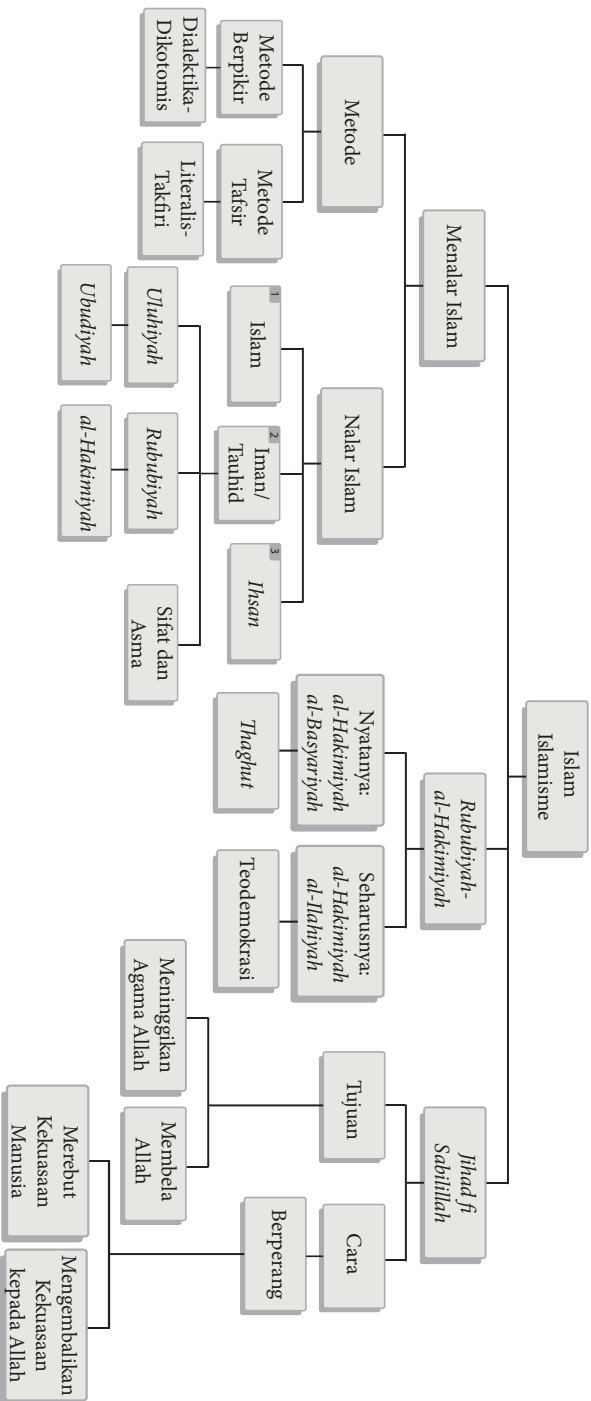 Islam
Islamisme
Menalar Islam
Rububiyah-
al-Hakimiyah
Jihad fi
Sabilillah
Metode
Nalar Islam
Nyatanya:
al-Hakimiyah
al-Basyariyah
Seharusnya:
al-Hakimiyah
al-Ilahiyah
Tujuan
Cara
Metode
Berpikir
Metode
Tafsir
1
Islam
2
Iman/
Tauhid
3
Ihsan
Thaghut
Teodemokrasi
Berperang
Dialektika-
Dikotomis
Literalis-
Takfiri
Uluhiyah
Rububiyah
Sifat dan
Asma
Meninggikan
Agama Allah
Membela
Allah
Ubudiyah
al-Hakimiyah
Merebut
Kekuasaan
Manusia
Mengembalikan
Kekuasaan
kepada Allah